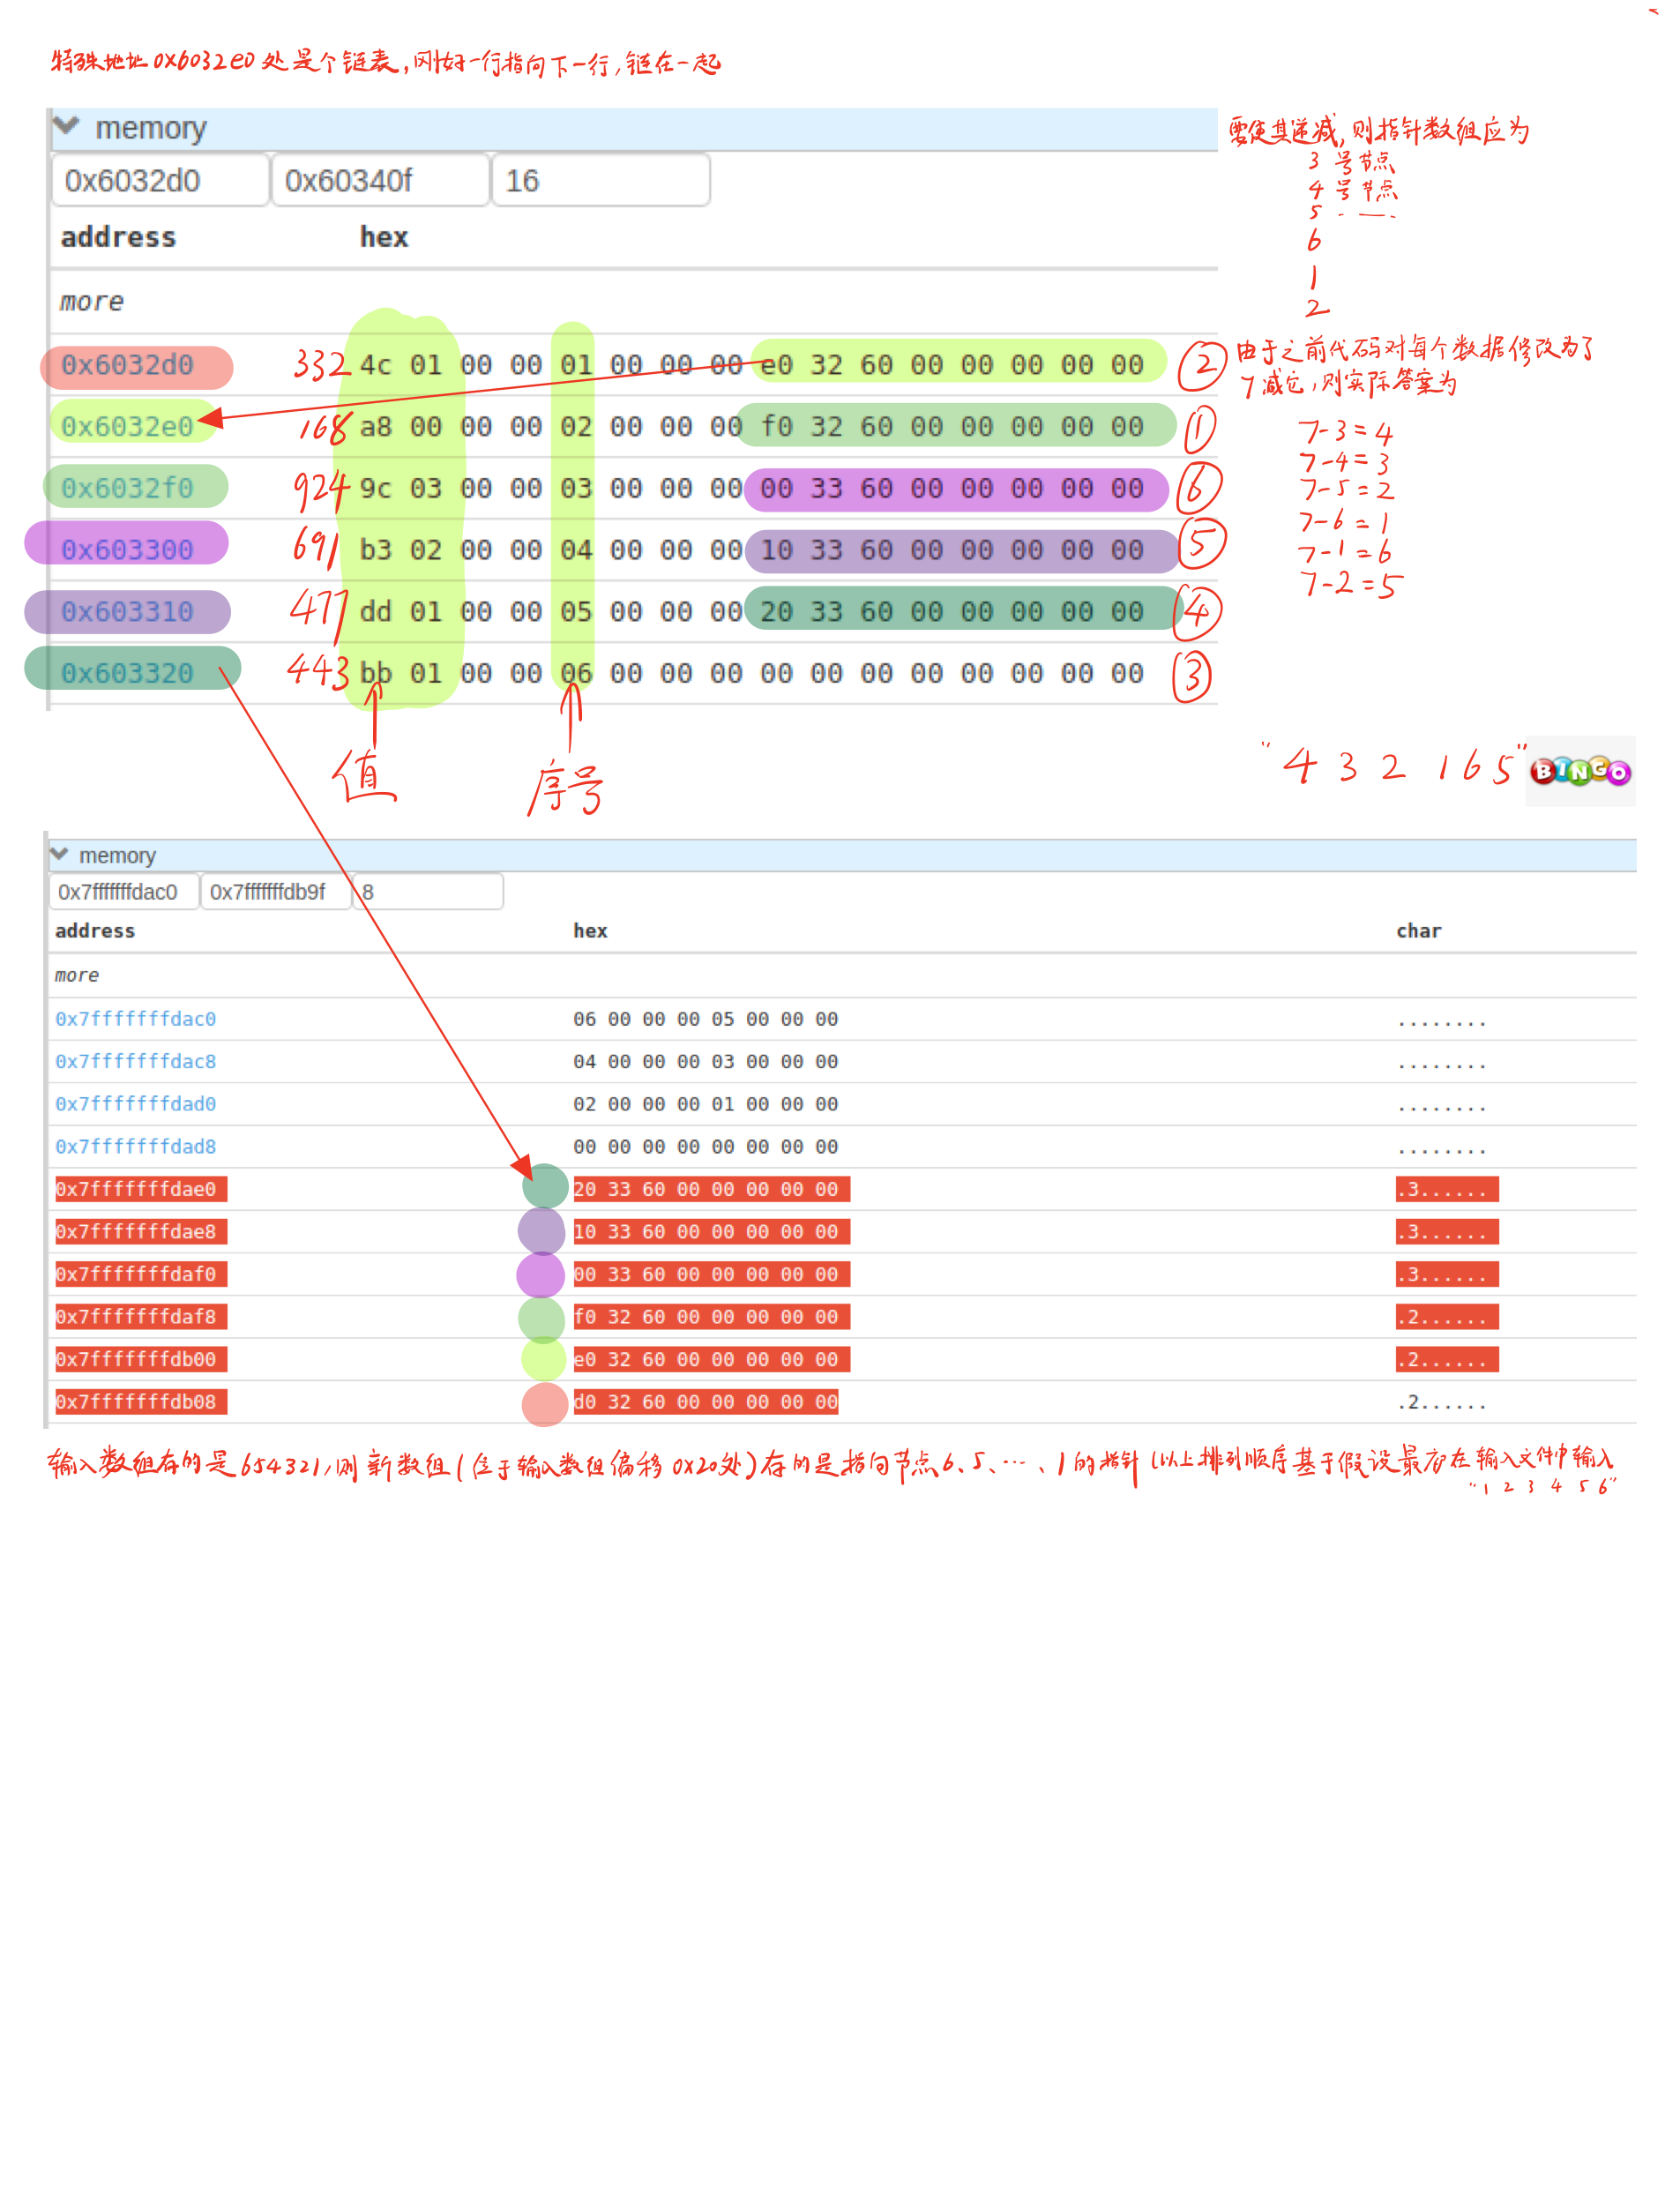 特殊地址0x6032e0处是个链表,刚好一行指向下一行,链在一起
memory
0x6032d0 0x60340f 16
address hex
more
0x6032d0 332 4c 01 00 00 01 00 00 00 e0 32 60 00 00 00 00 00 ②
0x6032e0 168 a8 00 00 00 02 00 00 00 f0 32 60 00 00 00 00 00 ①
0x6032f0 924 9c 03 00 00 03 00 00 00 00 33 60 00 00 00 00 00 ⑥
0x603300 691 b3 02 00 00 04 00 00 00 10 33 60 00 00 00 00 00 ⑤
0x603310 477 dd 01 00 00 05 00 00 00 20 33 60 00 00 00 00 00 ④
0x603320 443 bb 01 00 00 06 00 00 00 00 00 00 00 00 00 00 00 ③
值 序号
需使其递减,则指针数组应为
3 号节点
4 号节点
5
6
1
2
由于之前代码对每个数据修改为了
7减它,则实际答案为
7-3=4
7-4=3
7-5=2
7-6=1
7-1=6
7-2=5
"4 3 2 1 6 5" BINGO
memory
0x7fffffffdac0 0x7fffffffdb9f 8
address hex char
more
0x7fffffffdac0 06 00 00 00 05 00 00 00 ........
0x7fffffffdac8 04 00 00 00 03 00 00 00 ........
0x7fffffffdad0 02 00 00 00 01 00 00 00 ........
0x7fffffffdad8 00 00 00 00 00 00 00 00 ........
0x7fffffffdae0 20 33 60 00 00 00 00 00 .3......
0x7fffffffdae8 10 33 60 00 00 00 00 00 .3......
0x7fffffffdaf0 00 33 60 00 00 00 00 00 .3......
0x7fffffffdaf8 f0 32 60 00 00 00 00 00 .2......
0x7fffffffdb00 e0 32 60 00 00 00 00 00 .2......
0x7fffffffdb08 d0 32 60 00 00 00 00 00 .2......
输入数组存的是654321,则新数组(位于输入数组偏移0x20处)存的是指向节点6、5、…、1的指针(以上排列顺序基于假设最初在输入文件中输入
"1 2 3 4 5 6"